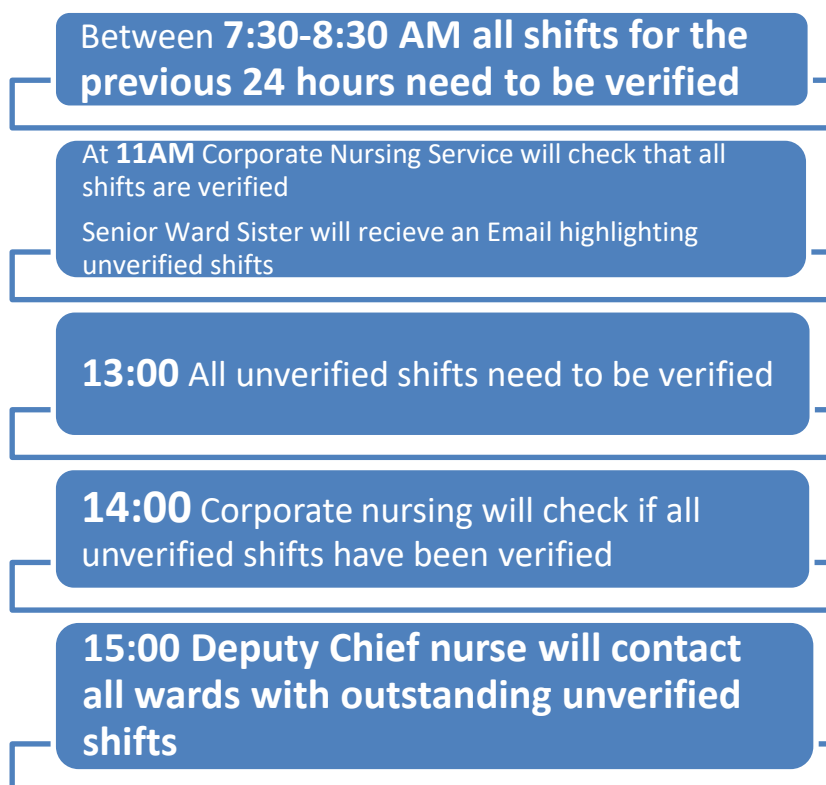 Between 7:30-8:30 AM all shifts for the
previous 24 hours need to be verified
At 11AM Corporate Nursing Service will check that all
shifts are verified
Senior Ward Sister will recieve an Email highlighting
unverified shifts
13:00 All unverified shifts need to be verified
14:00 Corporate nursing will check if all
unverified shifts have been verified
15:00 Deputy Chief nurse will contact
all wards with outstanding unverified
shifts